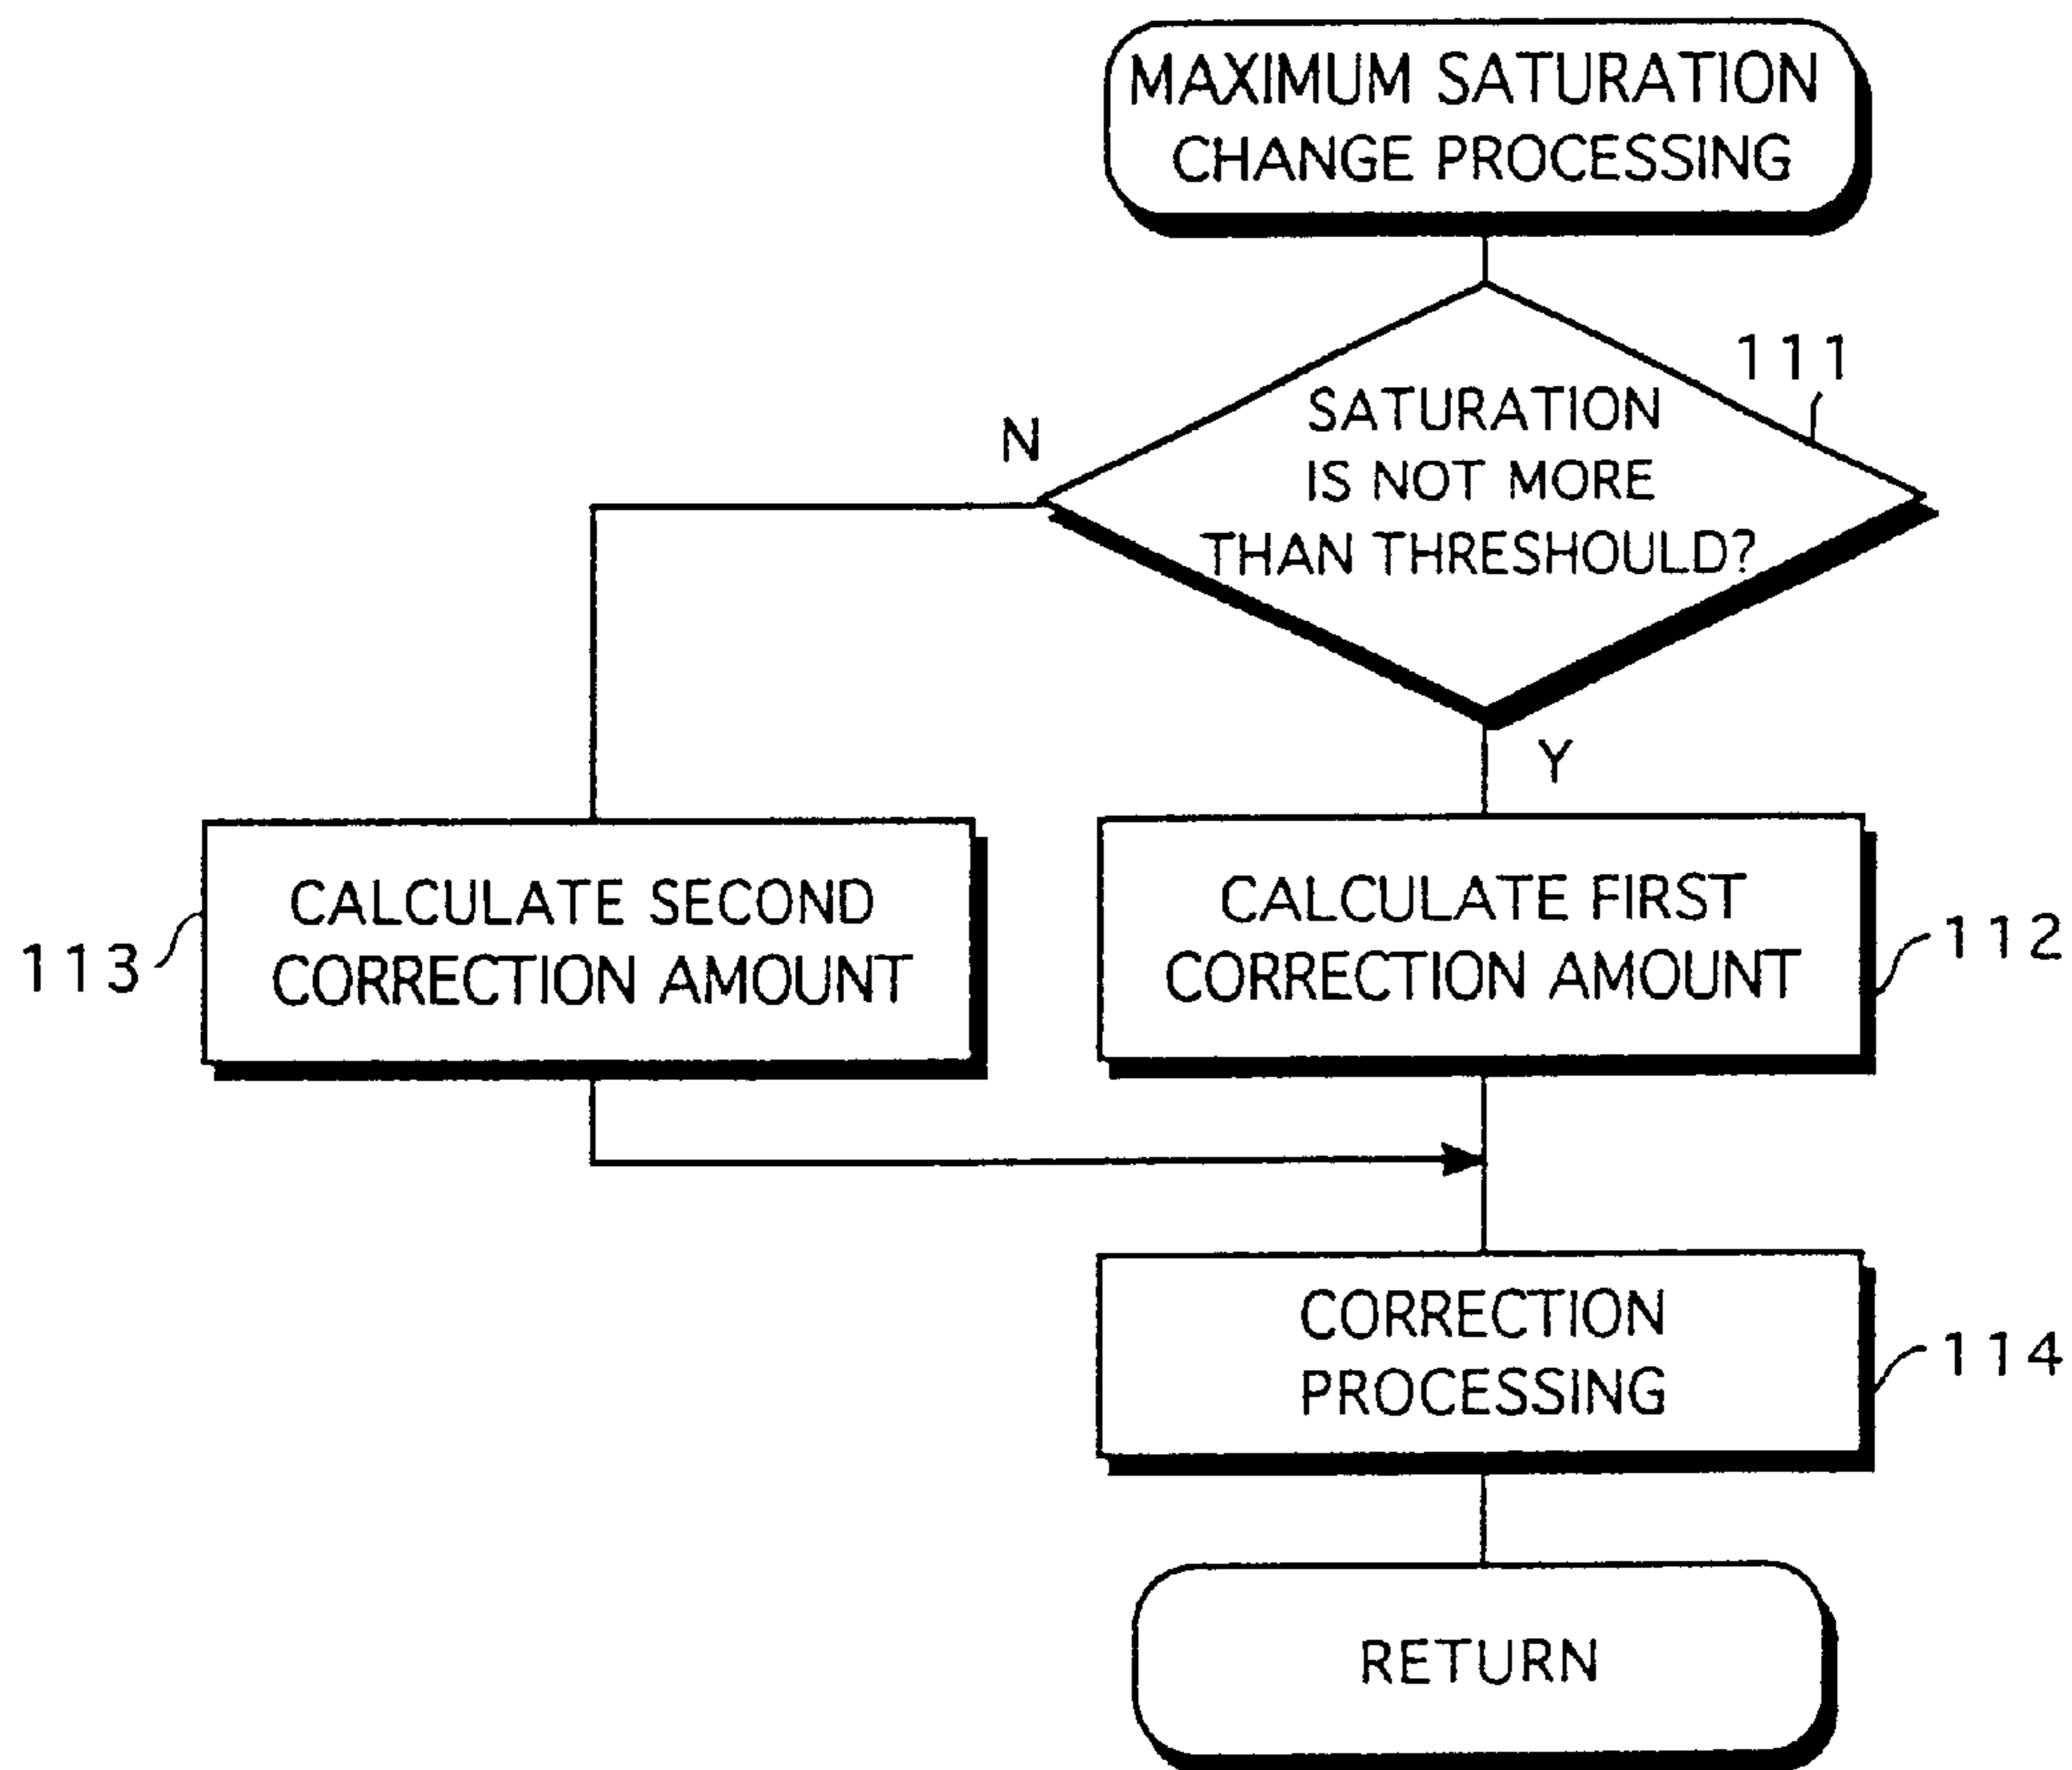 MAXIMUM SATURATION
CHANGE PROCESSING
111
SATURATION
IS NOT MORE
THAN THRESHOULD?
N
Y
113
CALCULATE SECOND
CORRECTION AMOUNT
CALCULATE FIRST
CORRECTION AMOUNT
112
CORRECTION
PROCESSING
114
RETURN